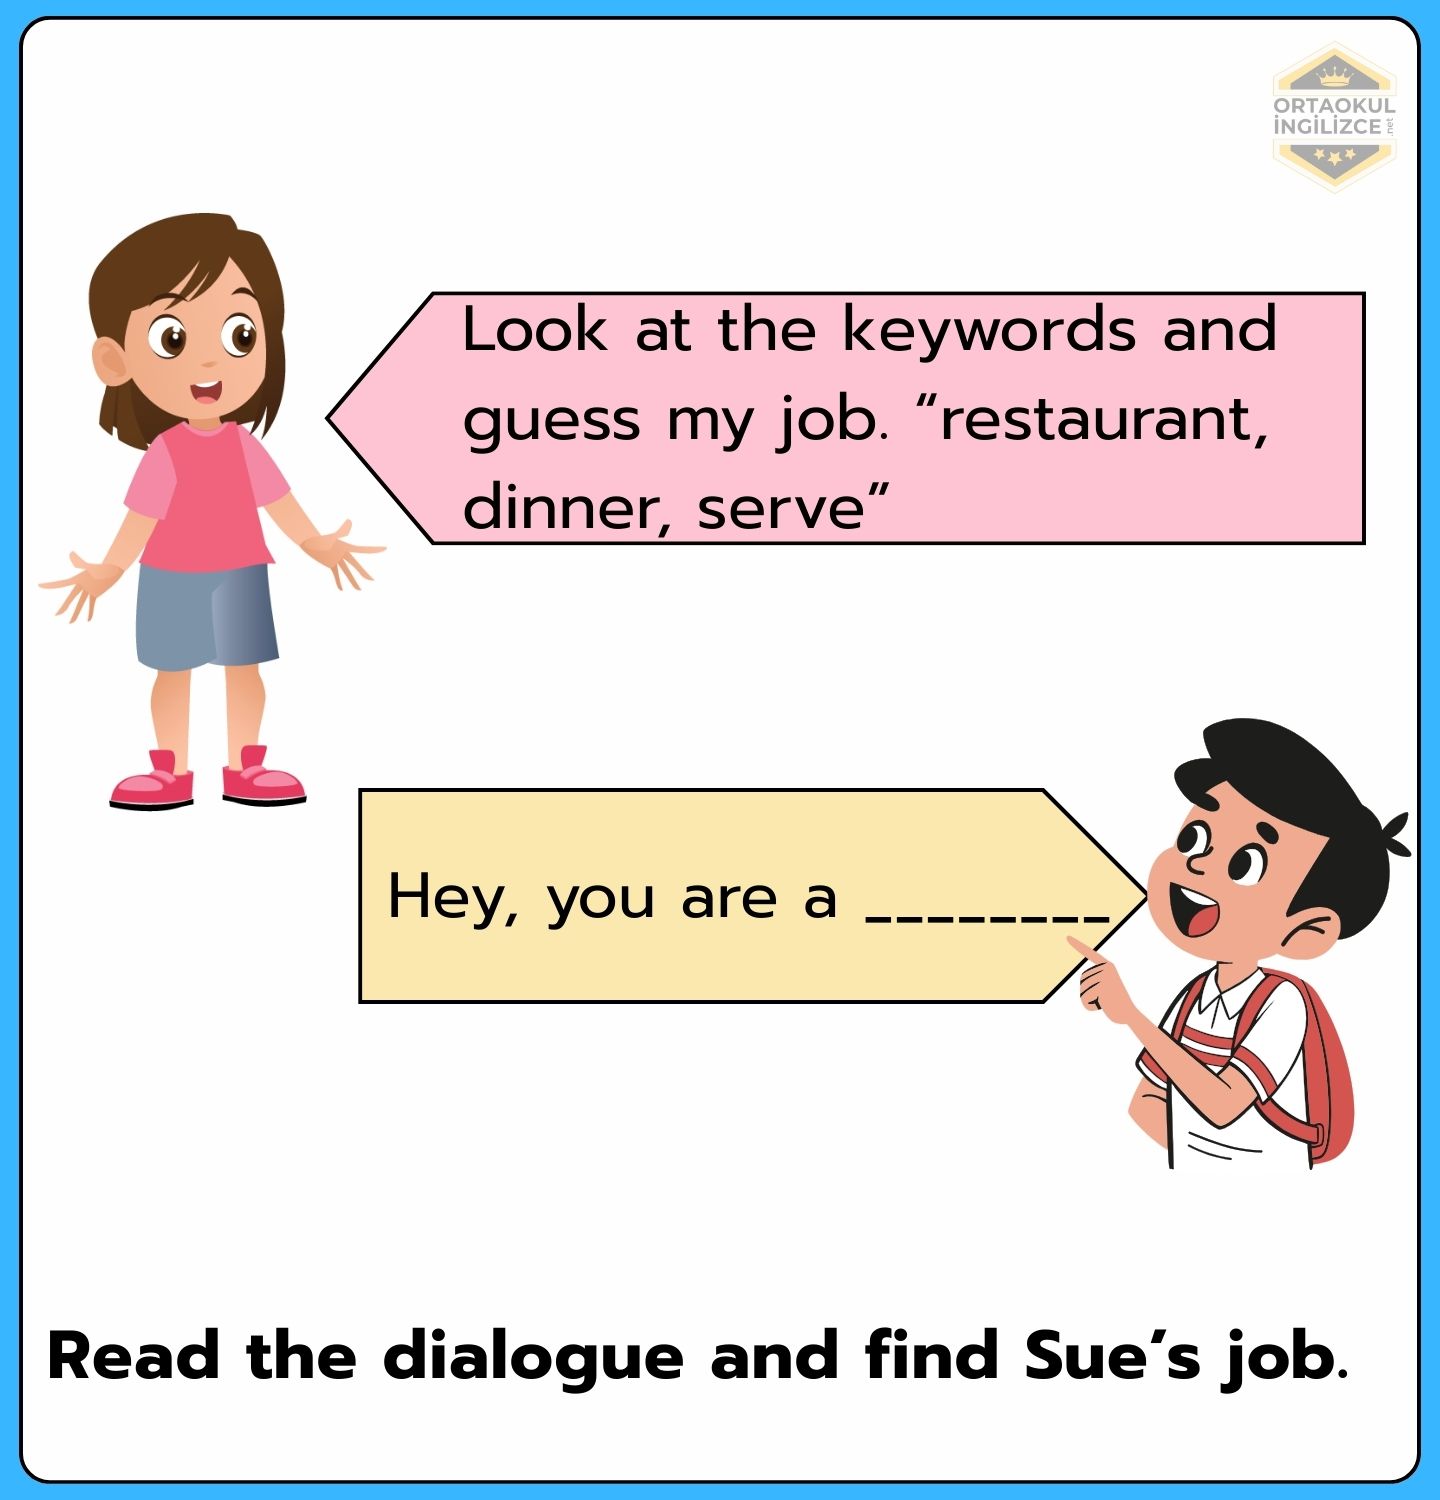 ORTAOKUL
İNGİLİZCE .net
Look at the keywords and
guess my job. “restaurant,
dinner, serve”
Hey, you are a ________
Read the dialogue and find Sue’s job.